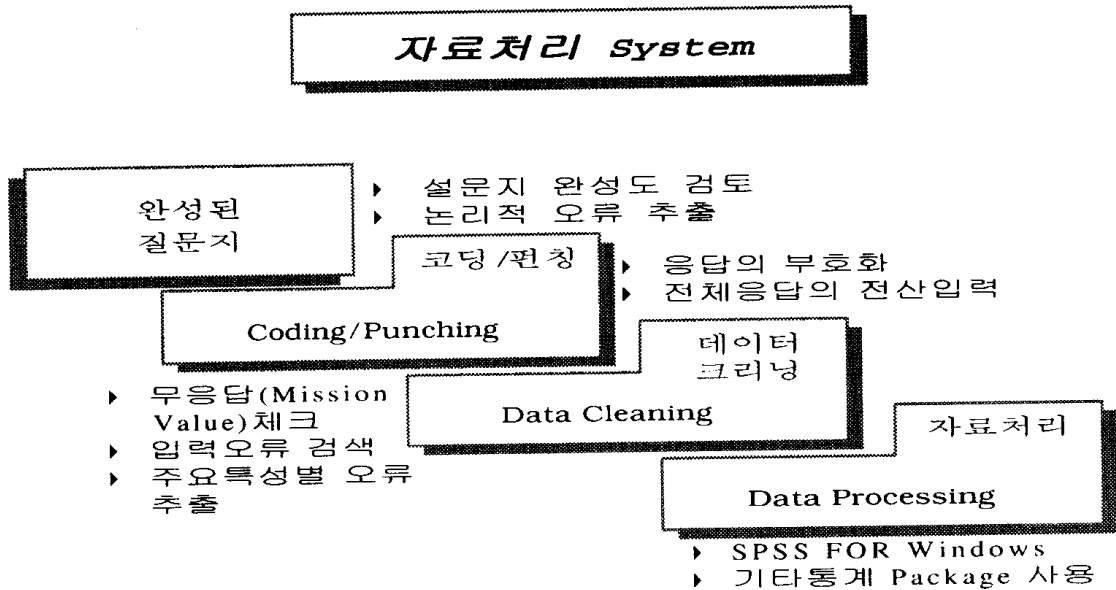 자료처리 System
완성된
질문지
설문지 완성도 검토
논리적 오류 추출
코딩/펀칭
Coding/Punching
응답의 부호화
전체응답의 전산입력
데이터
크리닝
Data Cleaning
무응답(Mission
Value)체크
입력오류 검색
주요특성별 오류
추출
자료처리
Data Processing
SPSS FOR Windows
기타통계 Package 사용